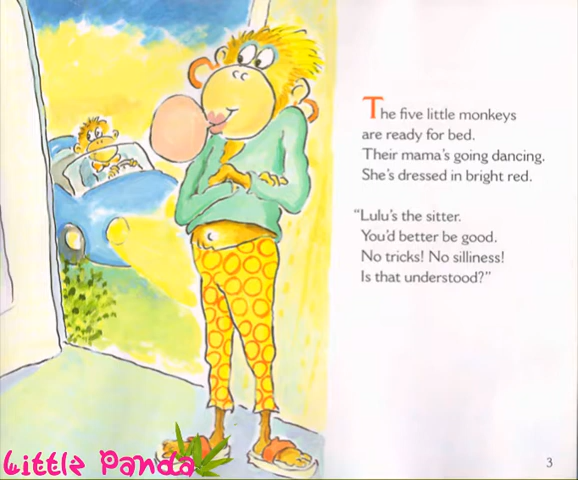 The five little monkeys
are ready for bed.
Their mama's going dancing.
She's dressed in bright red.
"Lulu's the sitter.
You'd better be good.
No tricks! No silliness!
Is that understood?"
Little Panda
3